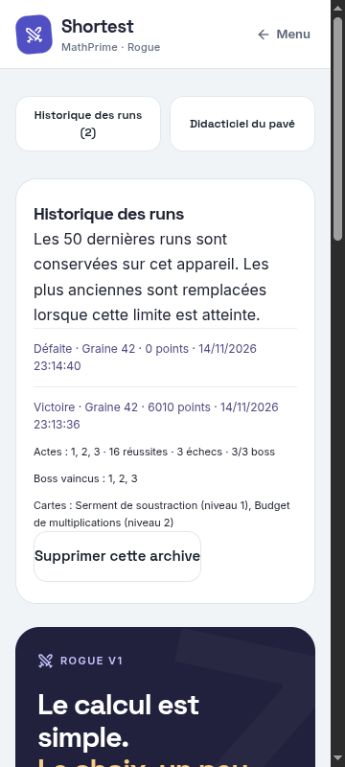 Shortest
MathPrime · Rogue
← Menu
Historique des runs
(2)
Didacticiel du pavé
Historique des runs
Les 50 dernières runs sont
conservées sur cet appareil. Les
plus anciennes sont remplacées
lorsque cette limite est atteinte.
Défaite · Graine 42 · 0 points · 14/11/2026
23:14:40
Victoire · Graine 42 · 6010 points · 14/11/2026
23:13:36
Actes : 1, 2, 3 · 16 réussites · 3 échecs · 3/3 boss
Boss vaincus : 1, 2, 3
Cartes : Serment de soustraction (niveau 1), Budget
de multiplications (niveau 2)
Supprimer cette archive
ROGUE V1
Le calcul est
simple.
Le choix, un peu